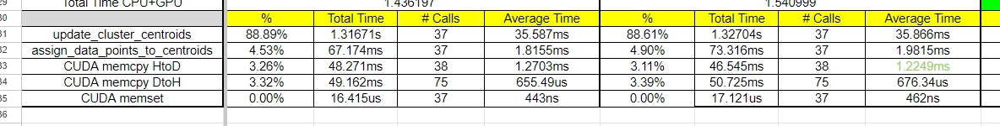 29 Total Time CPU+GPU 1.436197 1.540999
30 % Total Time # Calls Average Time % Total Time # Calls Average Time
31 update_cluster_centroids 88.89% 1.31671s 37 35.587ms 88.61% 1.32704s 37 35.866ms
32 assign_data_points_to_centroids 4.53% 67.174ms 37 1.8155ms 4.90% 73.316ms 37 1.9815ms
33 CUDA memcpy HtoD 3.26% 48.271ms 38 1.2703ms 3.11% 46.545ms 38 1.2249ms
34 CUDA memcpy DtoH 3.32% 49.162ms 75 655.49us 3.39% 50.725ms 75 676.34us
35 CUDA memset 0.00% 16.415us 37 443ns 0.00% 17.121us 37 462ns
36